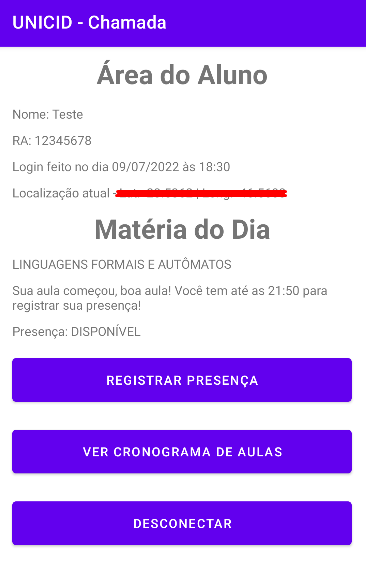 UNICID - Chamada
Área do Aluno
Nome: Teste
RA: 12345678
Login feito no dia 09/07/2022 às 18:30
Localização atual -
Matéria do Dia
LINGUAGENS FORMAIS E AUTÔMATOS
Sua aula começou, boa aula! Você tem até as 21:50 para
registrar sua presença!
Presença: DISPONÍVEL
REGISTRAR PRESENÇA
VER CRONOGRAMA DE AULAS
DESCONECTAR